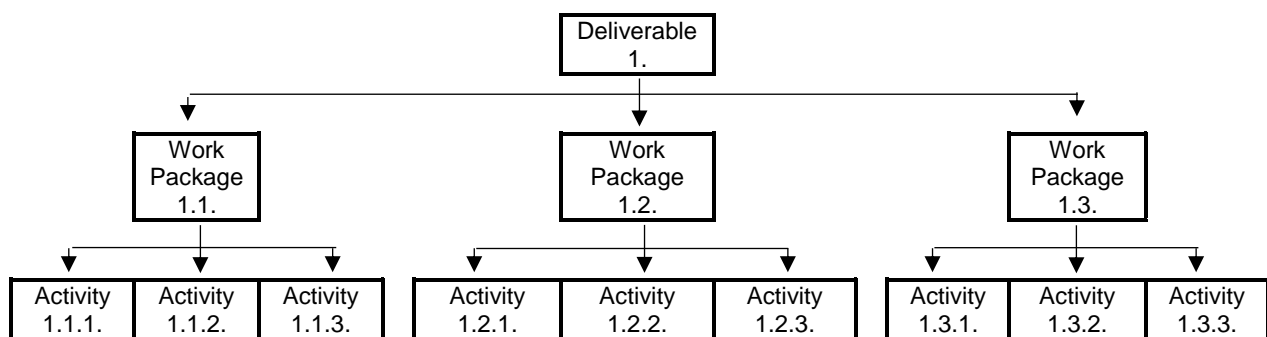 Deliverable
1.
Work
Package
1.1.
Work
Package
1.2.
Work
Package
1.3.
Activity
1.1.1.
Activity
1.1.2.
Activity
1.1.3.
Activity
1.2.1.
Activity
1.2.2.
Activity
1.2.3.
Activity
1.3.1.
Activity
1.3.2.
Activity
1.3.3.